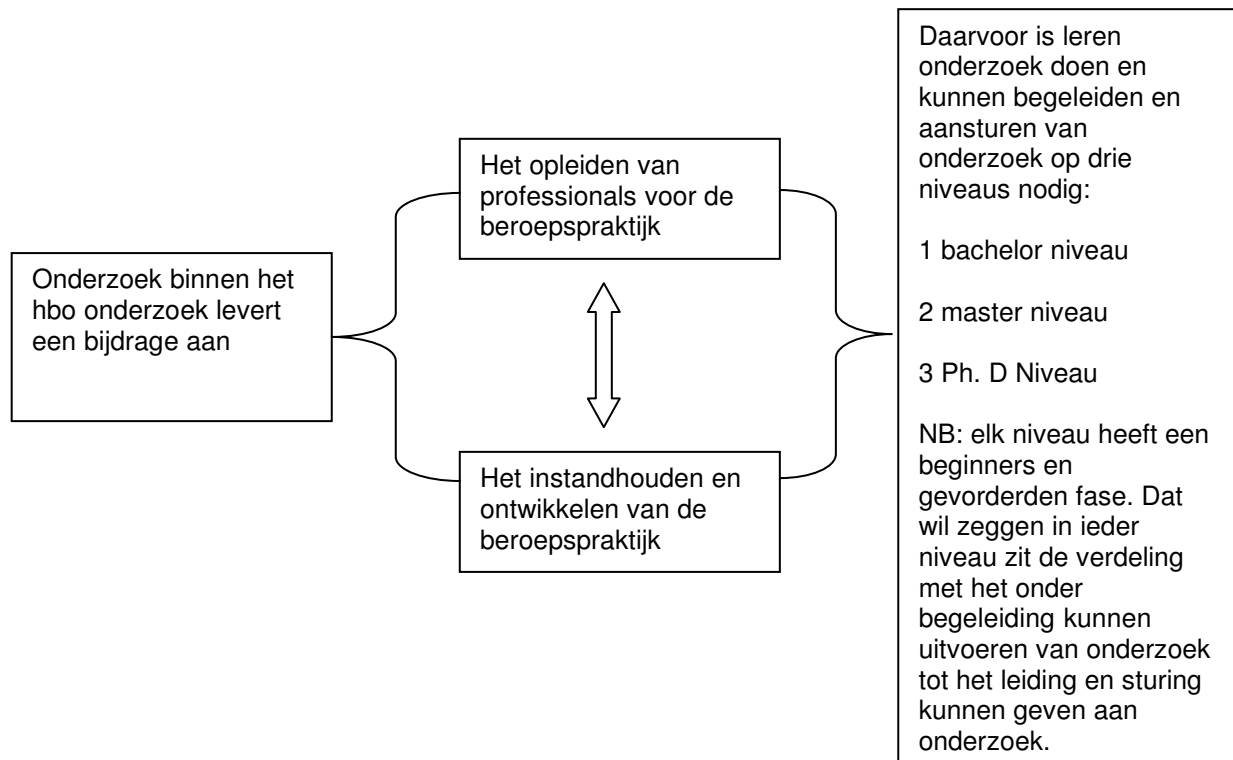 Onderzoek binnen het
hbo onderzoek levert
een bijdrage aan
Het opleiden van
professionals voor de
beroepspraktijk
Het instandhouden en
ontwikkelen van de
beroepspraktijk
Daarvoor is leren
onderzoek doen en
kunnen begeleiden en
aansturen van
onderzoek op drie
niveaus nodig:
1 bachelor niveau
2 master niveau
3 Ph. D Niveau
NB: elk niveau heeft een
beginners en
gevorderden fase. Dat
wil zeggen in ieder
niveau zit de verdeling
met het onder
begeleiding kunnen
uitvoeren van onderzoek
tot het leiding en sturing
kunnen geven aan
onderzoek.